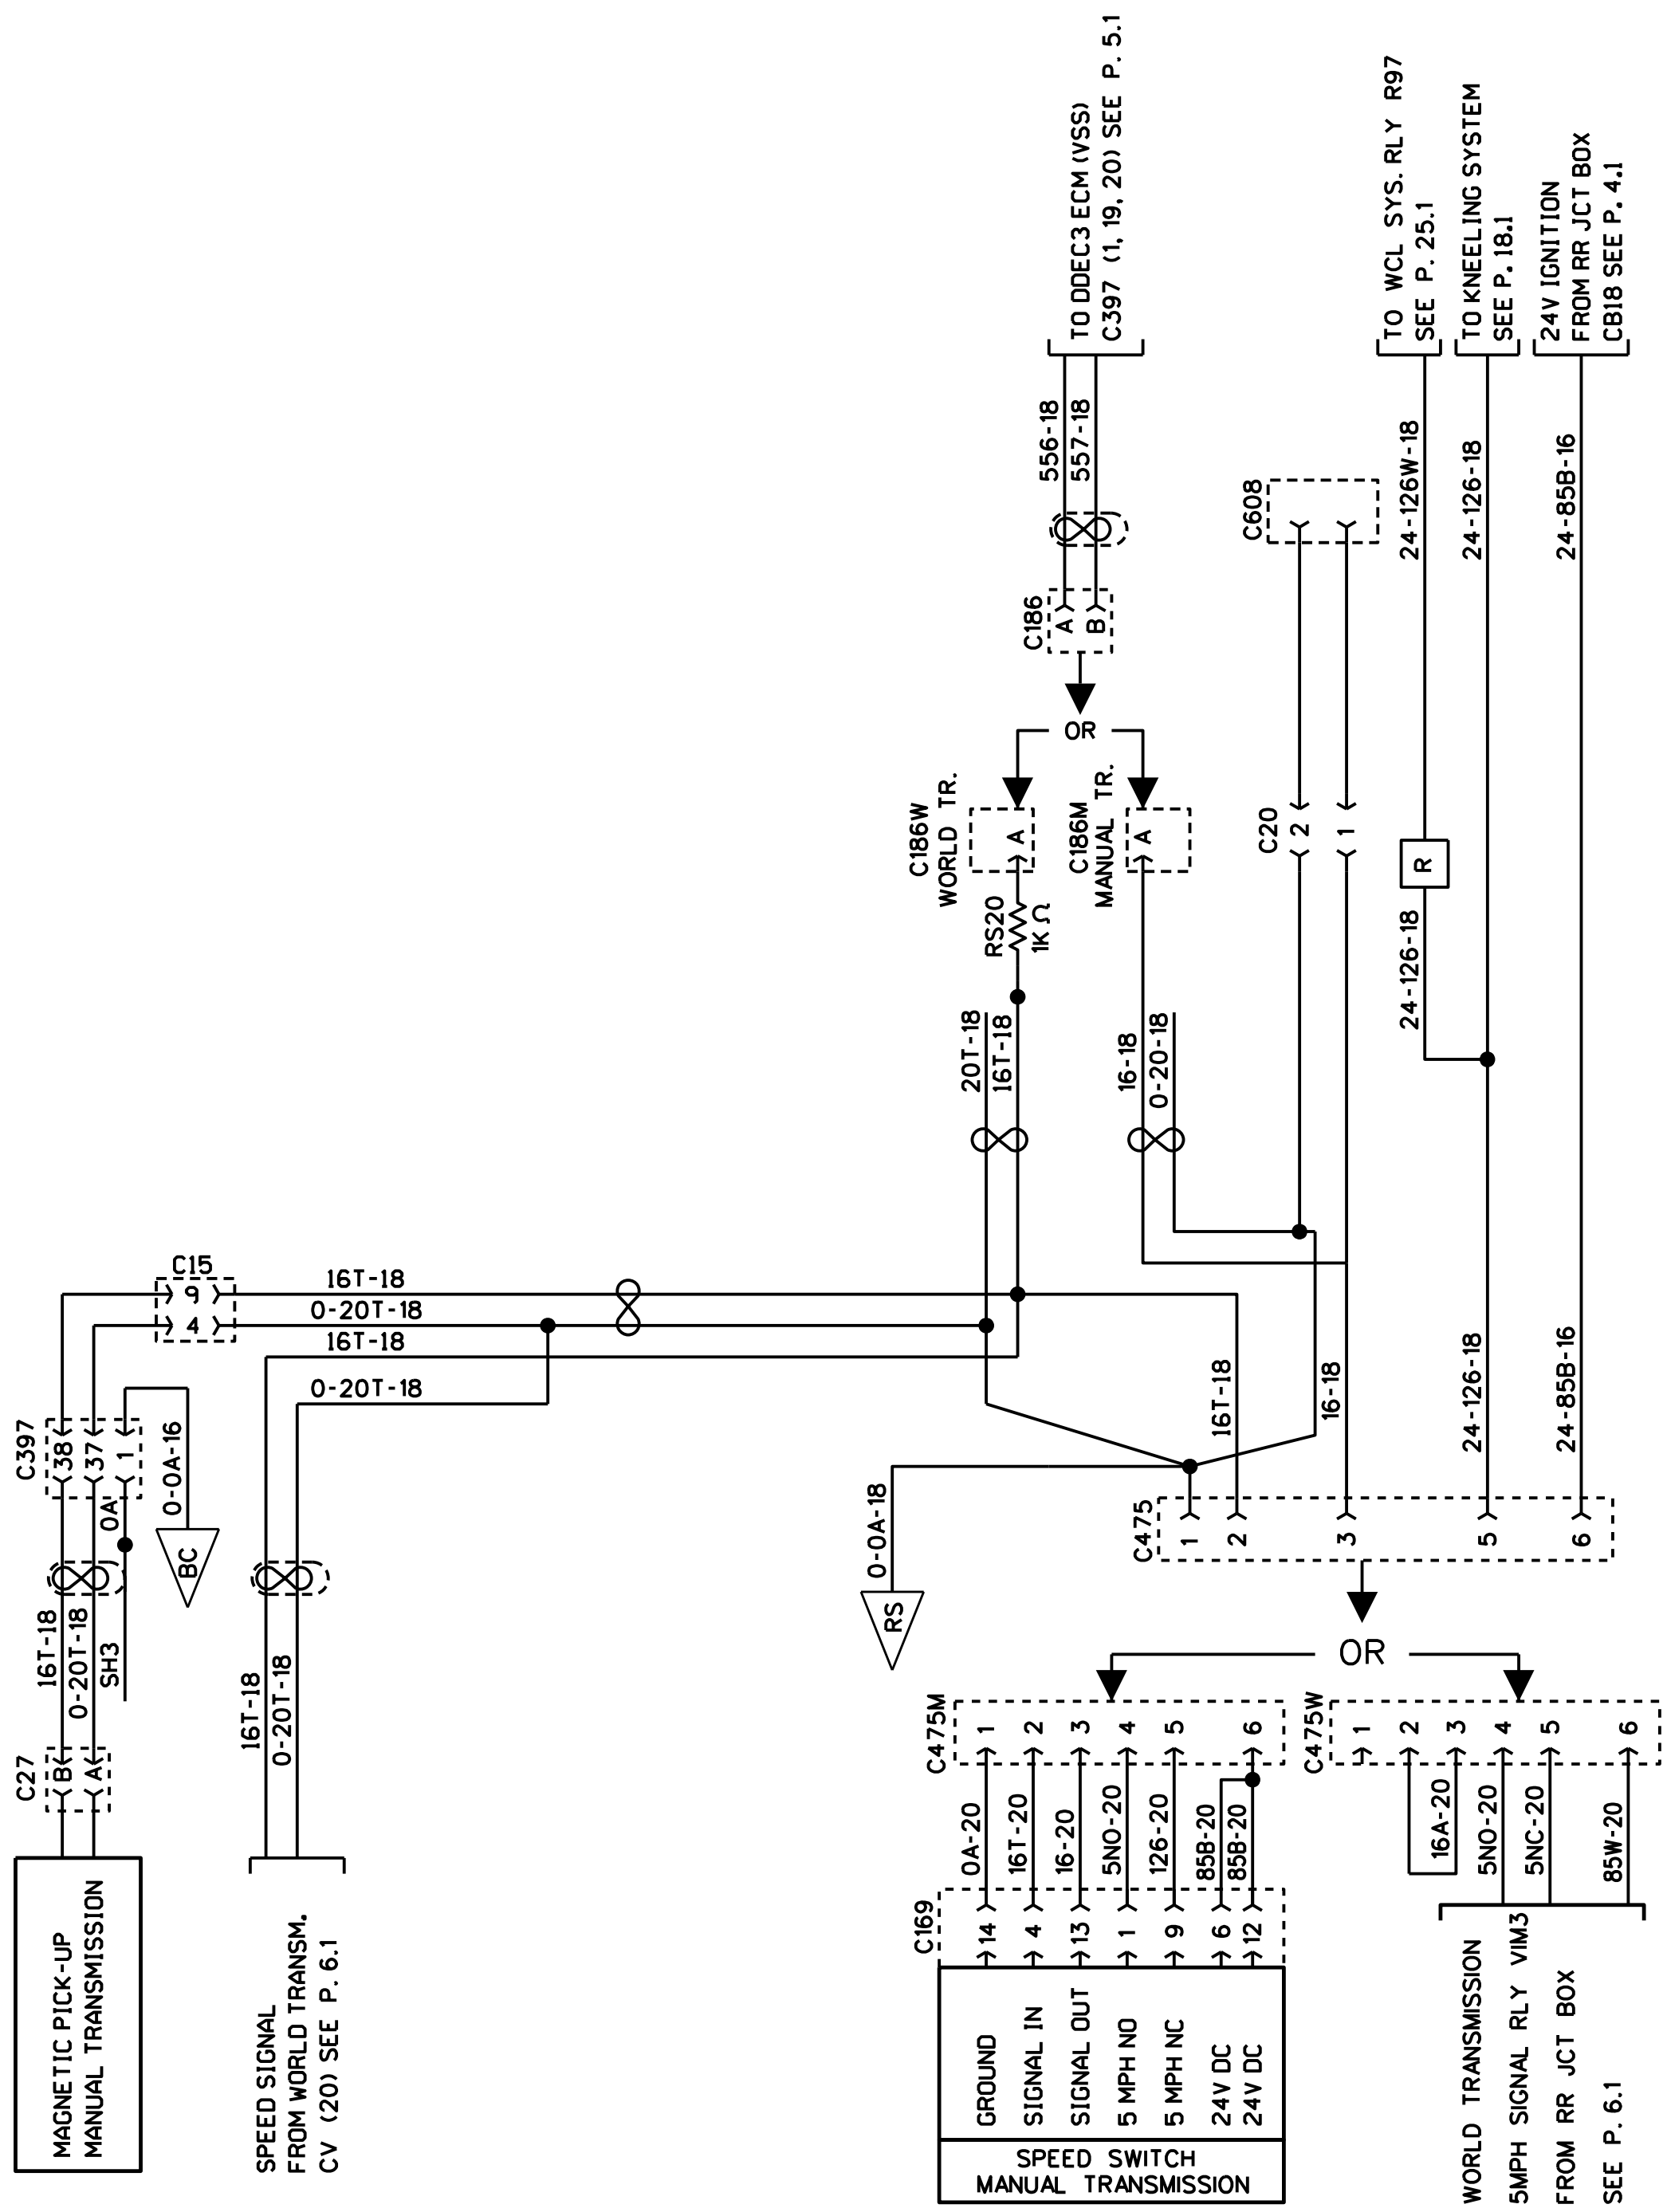 MAGNETIC PICK-UP
MANUAL TRANSMISSION
C27
B
A
16T-18
0-20T-18
SH3
0A
C397
38
37
1
0-0A-16
BC
C15
9
4
16T-18
0-20T-18
16T-18
0-20T-18
SPEED SIGNAL
FROM WORLD TRANSM.
CV (20) SEE P. 6.1
16T-18
0-20T-18
TO DDEC3 ECM (VSS)
C397 (1, 19, 20) SEE P. 5.1
556-18
557-18
C186
A
B
OR
C186W
WORLD TR.
A
C186M
MANUAL TR.
A
RS20
1K Ω
20T-18
16T-18
16-18
0-20-18
C608
C20
2
1
TO WCL SYS. RLY R97
SEE P. 25.1
24-126W-18
R
24-126-18
TO KNEELING SYSTEM
SEE P. 18.1
24-126-18
24V IGNITION
FROM RR JCT BOX
CB18 SEE P. 4.1
24-85B-16
16T-18
16-18
24-126-18
24-85B-16
0-0A-18
RS
C475
1
2
3
5
6
OR
C475M
1
2
3
4
5
6
0A-20
16T-20
16-20
5NO-20
126-20
85B-20
85B-20
C169
14
4
13
1
9
6
12
GROUND
SIGNAL IN
SIGNAL OUT
5 MPH NO
5 MPH NC
24V DC
24V DC
SPEED SWITCH
MANUAL TRANSMISSION
C475W
1
2
3
4
5
6
16A-20
5NO-20
5NC-20
85W-20
WORLD TRANSMISSION
5MPH SIGNAL RLY VIM3
FROM RR JCT BOX
SEE P. 6.1